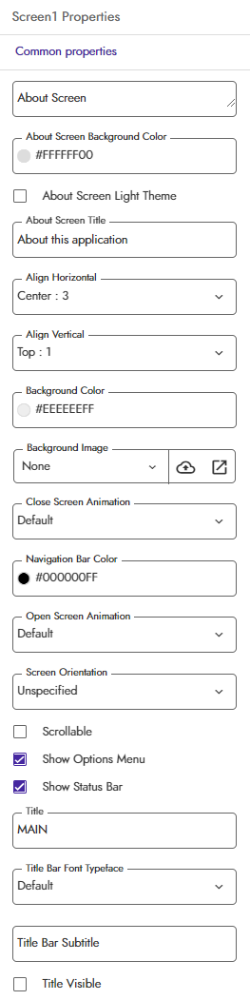 Screen1 Properties
Common properties
About Screen
About Screen Background Color
#FFFFFF00
About Screen Light Theme
About Screen Title
About this application
Align Horizontal
Center : 3
Align Vertical
Top : 1
Background Color
#EEEEEEFF
Background Image
None
Close Screen Animation
Default
Navigation Bar Color
#000000FF
Open Screen Animation
Default
Screen Orientation
Unspecified
Scrollable
Show Options Menu
Show Status Bar
Title
MAIN
Title Bar Font Typeface
Default
Title Bar Subtitle
Title Visible